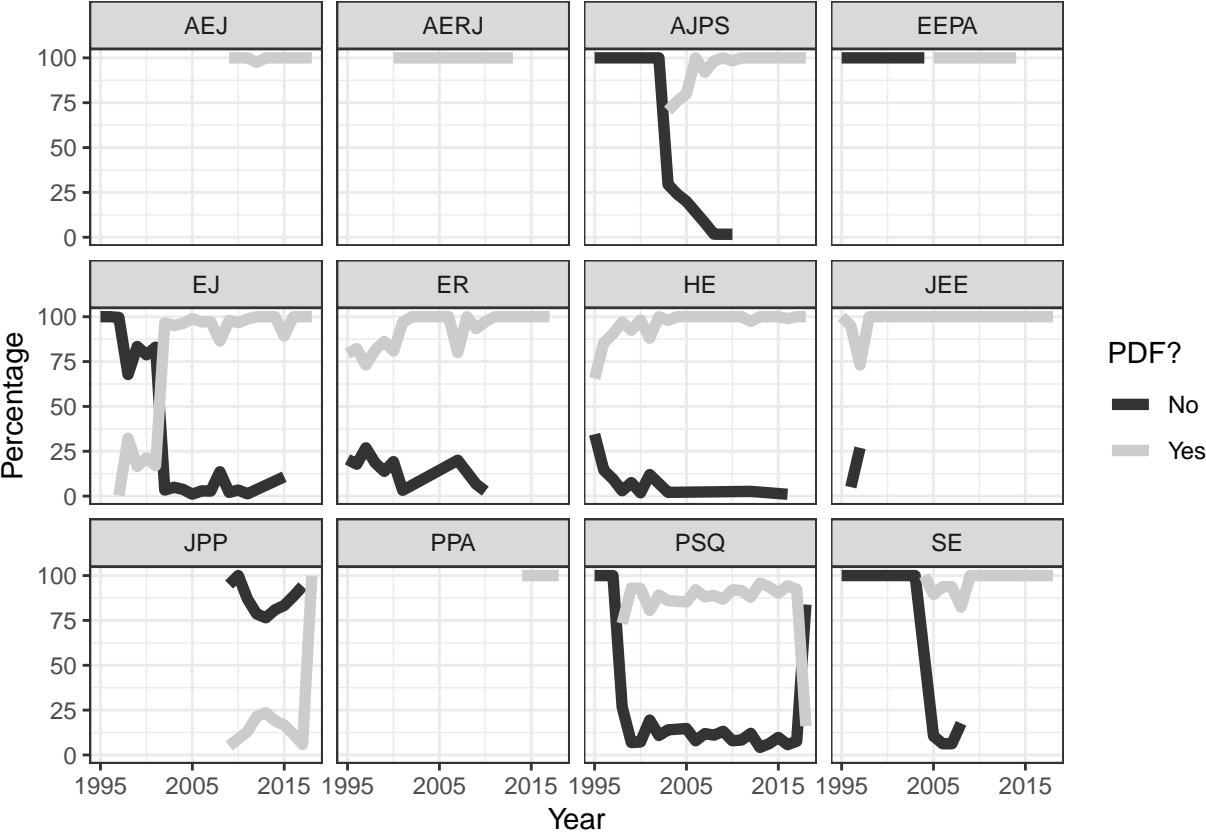 AEJ AERJ AJPS EEPA
100
75
50
25
0
EJ ER HE JEE
100
75
50
25
0
JPP PPA PSQ SE
100
75
50
25
0
1995 2005 2015 1995 2005 2015 1995 2005 2015 1995 2005 2015
Year
Percentage
PDF?
No
Yes